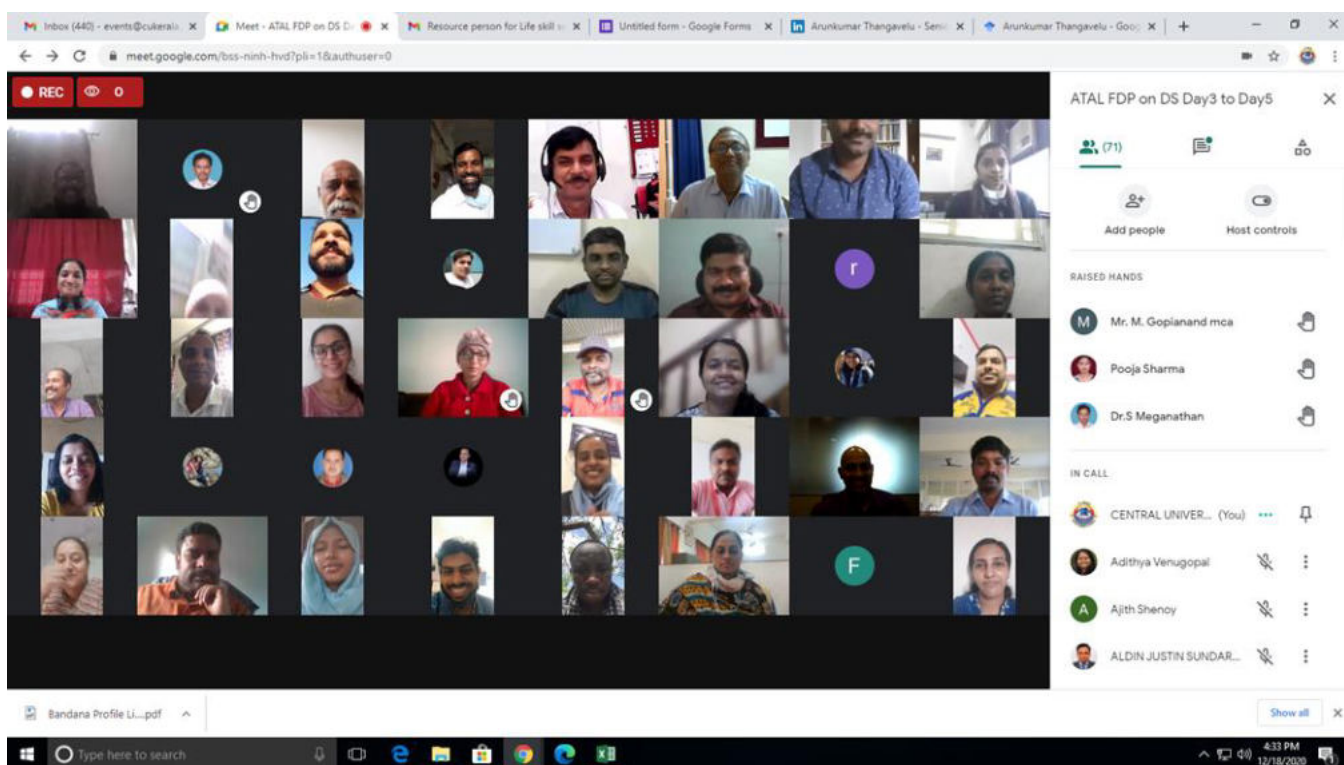 Inbox (440) - events@cukerala.
Meet - ATAL FDP on DS Da
Resource person for Life skill s
Untitled form - Google Forms
Arunkumar Thangavelu - Seni
Arunkumar Thangavelu - Goog
meet.google.com/bss-ninh-hvd?pli=1&authuser=0
REC 0
ATAL FDP on DS Day3 to Day5
(71)
Add people
Host controls
RAISED HANDS
M Mr. M. Gopianand mca
Pooja Sharma
Dr.S Meganathan
r
IN CALL
CENTRAL UNIVER... (You)
Adithya Venugopal
F
A Ajith Shenoy
ALDIN JUSTIN SUNDAR...
Bandana Profile Li....pdf
Show all
Type here to search
4:33 PM
12/18/2020